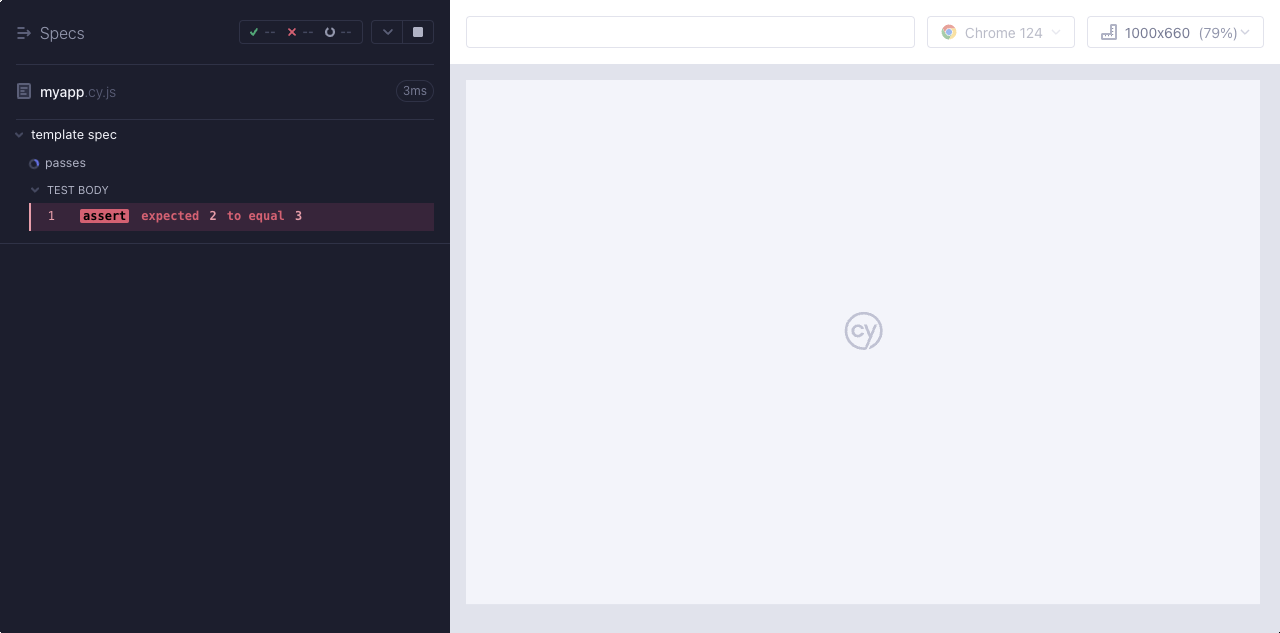 Specs -- -- --
Chrome 124 1000x660 (79%)
myapp.cy.js 3ms
template spec
passes
TEST BODY
1 assert expected 2 to equal 3
cy